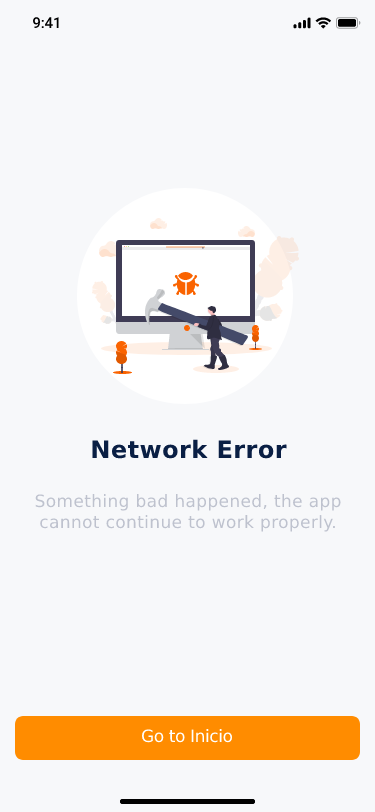 9:41
Network Error
Something bad happened, the app
cannot continue to work properly.
Go to Inicio